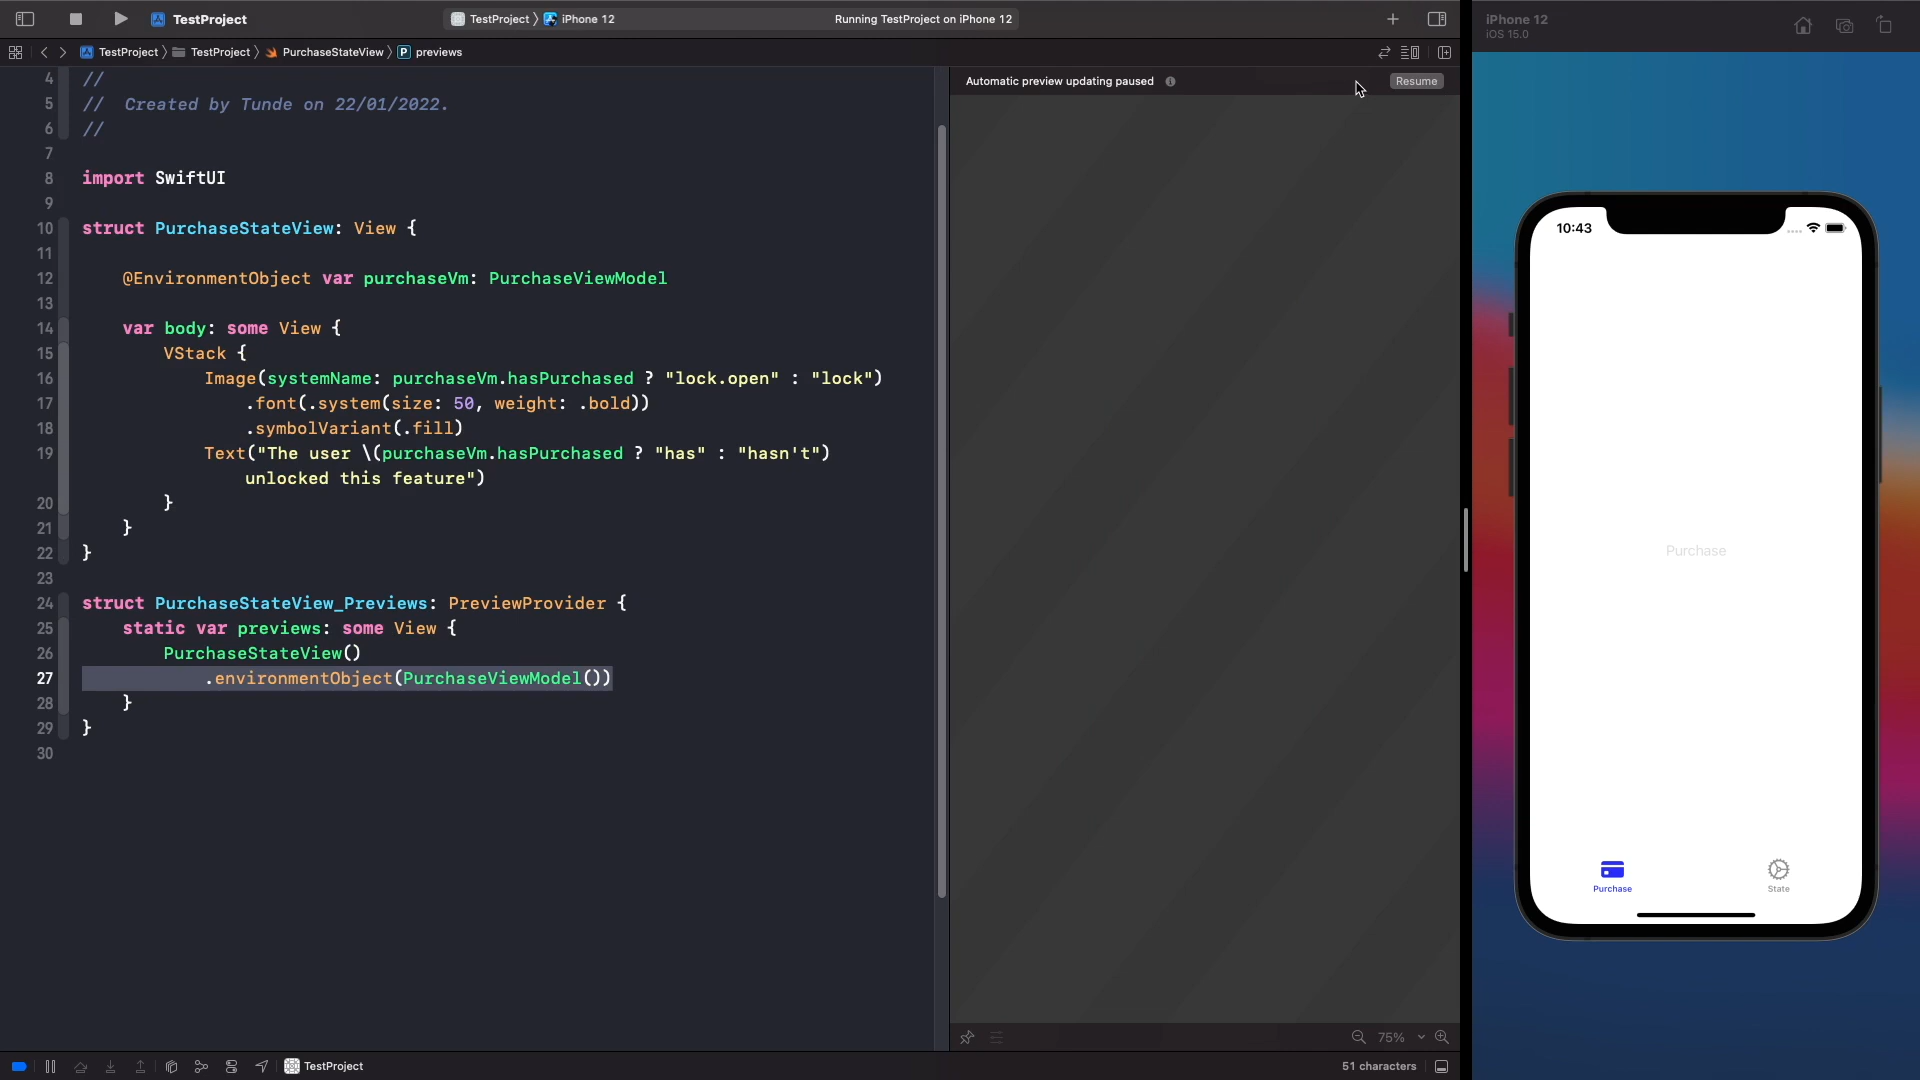 TestProject
TestProject 〉 iPhone 12
Running TestProject on iPhone 12
iPhone 12
iOS 15.0
TestProject 〉 TestProject 〉 PurchaseStateView 〉 P previews
Automatic preview updating paused
Resume
4 //
5 //  Created by Tunde on 22/01/2022.
6 //
7
8 import SwiftUI
9
10 struct PurchaseStateView: View {
11
12     @EnvironmentObject var purchaseVm: PurchaseViewModel
13
14     var body: some View {
15         VStack {
16             Image(systemName: purchaseVm.hasPurchased ? "lock.open" : "lock")
17                 .font(.system(size: 50, weight: .bold))
18                 .symbolVariant(.fill)
19             Text("The user \(purchaseVm.hasPurchased ? "has" : "hasn't")
unlocked this feature")
20         }
21     }
22 }
23
24 struct PurchaseStateView_Previews: PreviewProvider {
25     static var previews: some View {
26         PurchaseStateView()
27             .environmentObject(PurchaseViewModel())
28     }
29 }
30
10:43
Purchase
Purchase
State
75%
TestProject
51 characters